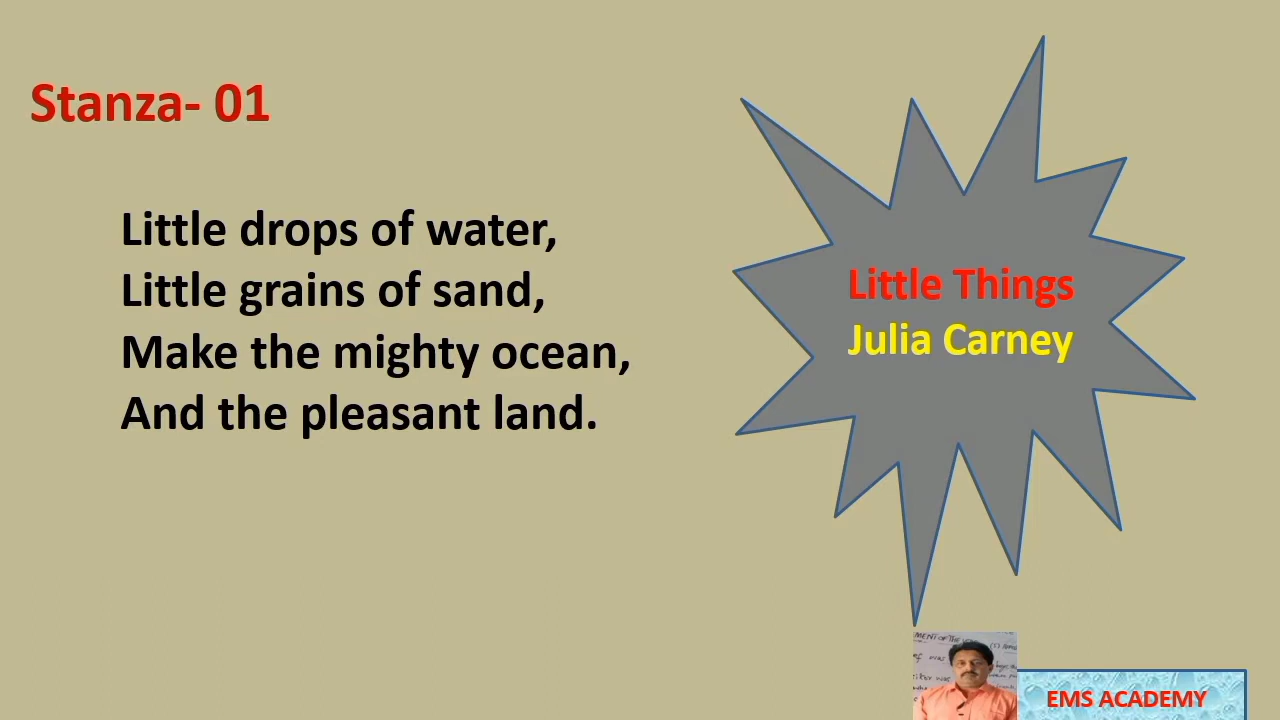 Stanza- 01
Little drops of water,
Little grains of sand,
Make the mighty ocean,
And the pleasant land.
Little Things
Julia Carney
EMS ACADEMY